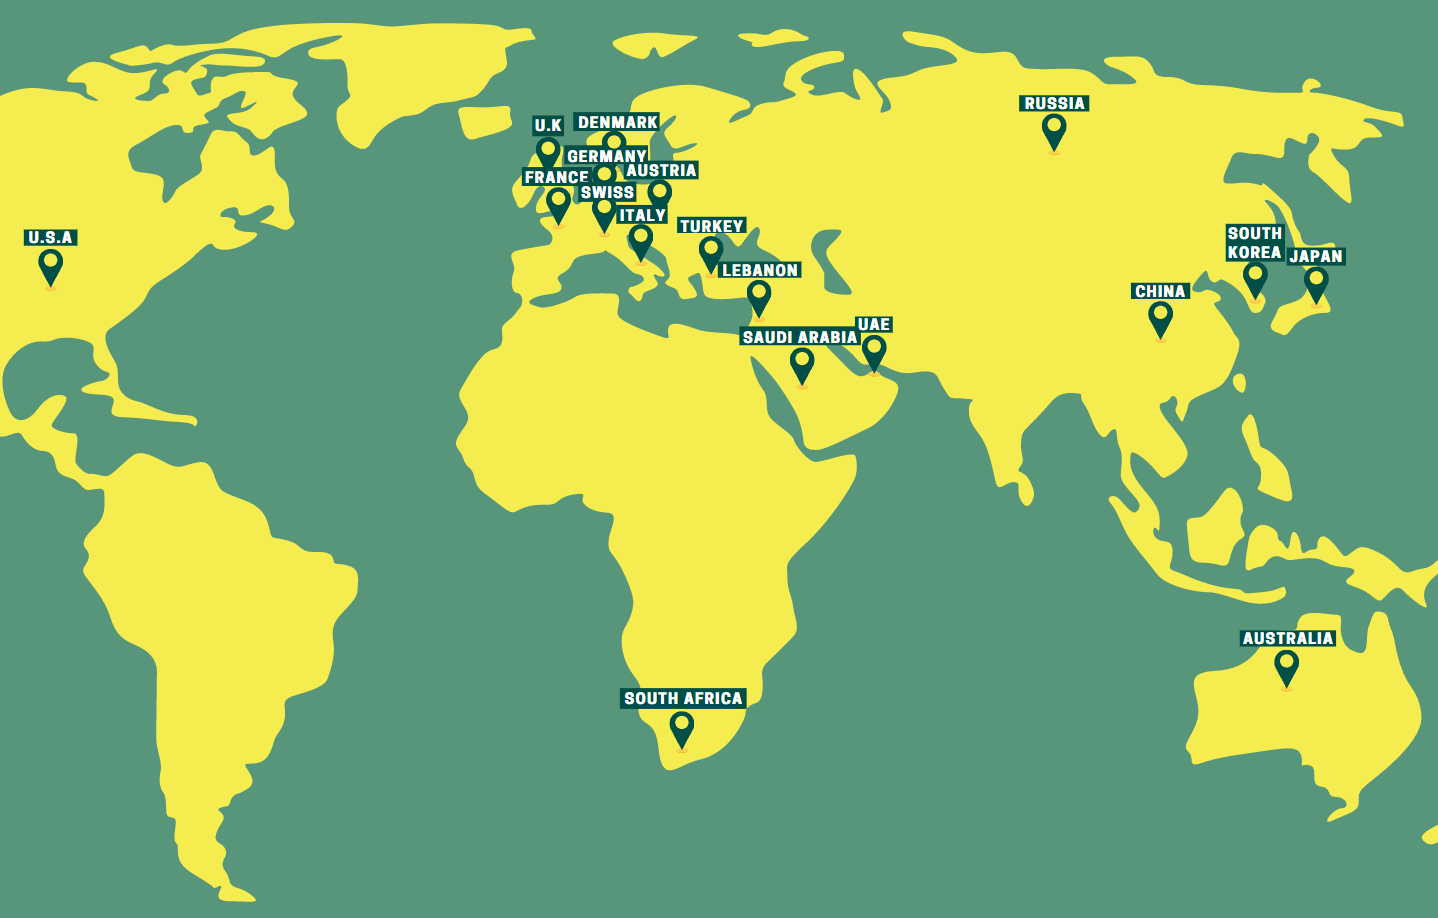 RUSSIA
U.K
DENMARK
GERMANY
FRANCE
AUSTRIA
SWISS
ITALY
TURKEY
U.S.A
SOUTH
KOREA
JAPAN
LEBANON
CHINA
UAE
SAUDI ARABIA
AUSTRALIA
SOUTH AFRICA